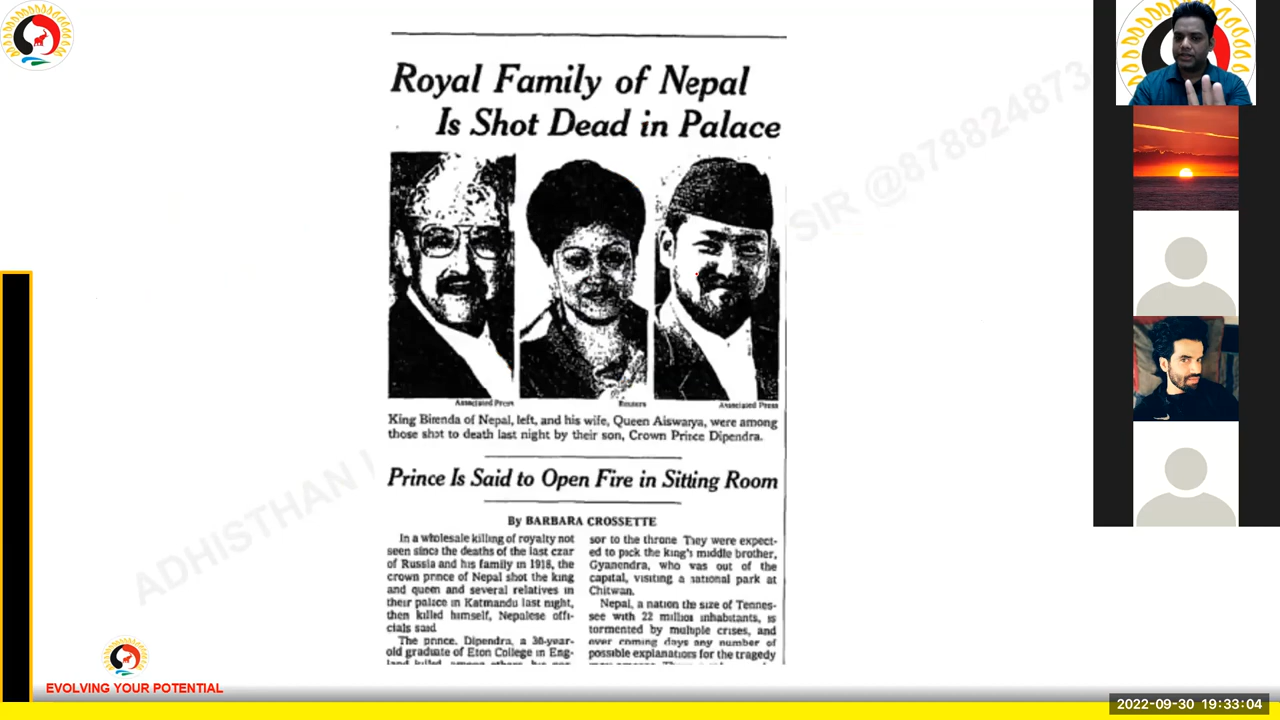 Royal Family of Nepal
Is Shot Dead in Palace
Associated Press
Reuters
Associated Press
King Birenda of Nepal, left, and his wife, Queen Aiswarya, were among
those shot to death last night by their son, Crown Prince Dipendra.
Prince Is Said to Open Fire in Sitting Room
By BARBARA CROSSETTE
In a wholesale killing of royalty not
seen since the deaths of the last czar
of Russia and his family in 1918, the
crown prince of Nepal shot the king
and queen and several relatives in
their palace in Katmandu last night,
then killed himself, Nepalese offi-
cials said
The prince, Dipendra, a 30-year-
old graduate of Eton College in Eng-
land killed, among others, his
sor to the throne They were expect-
ed to pick the king's middle brother,
Gyanendra, who was out of the
capital, visiting a national park at
Chitwan.
Nepal, a nation the size of Tennes-
see with 22 million inhabitants, is
tormented by multiple crises, and
over coming days any number of
possible explanations for the tragedy
ADHISTHAN
SIR @878824873
EVOLVING YOUR POTENTIAL
2022-09-30 19:33:04